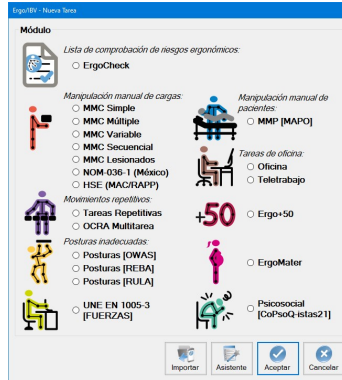 Ergo/IBV - Nueva Tarea
Módulo
Lista de comprobación de riesgos ergonómicos:
ErgoCheck
Manipulación manual de cargas:
MMC Simple
MMC Múltiple
MMC Variable
MMC Secuencial
MMC Lesionados
NOM-036-1 (México)
HSE (MAC/RAPP)
Movimientos repetitivos:
Tareas Repetitivas
OCRA Multitarea
Posturas inadecuadas:
Posturas [OWAS]
Posturas [REBA]
Posturas [RULA]
UNE EN 1005-3
[FUERZAS]
Manipulación manual de
pacientes:
MMP [MAPO]
Tareas de oficina:
Oficina
Teletrabajo
+50
Ergo+50
ErgoMater
Psicosocial
[CoPsoQ-istas21]
Importar
Asistente
Aceptar
Cancelar